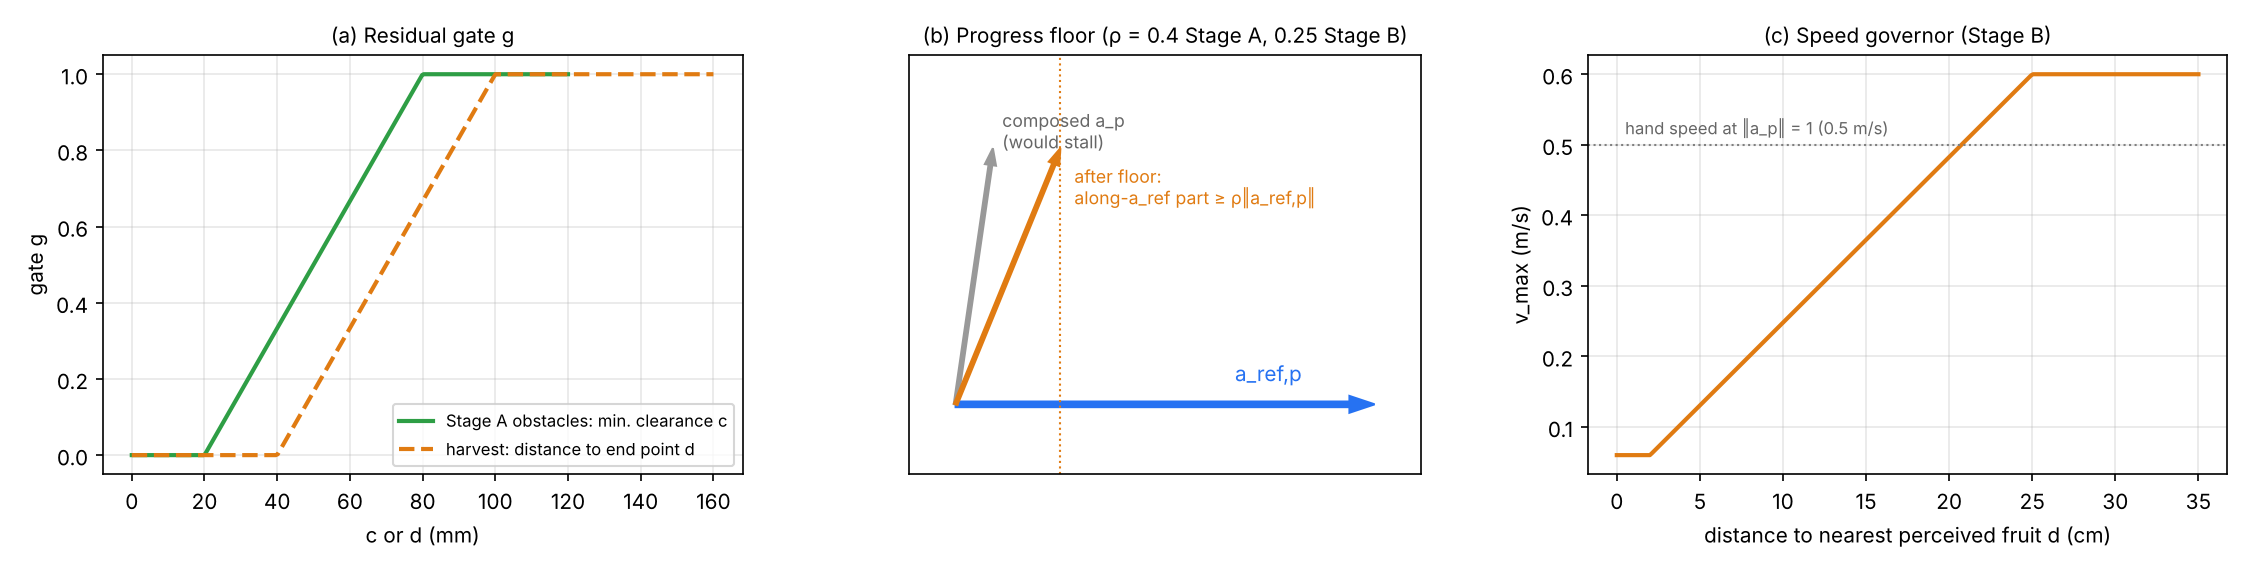 (a) Residual gate g
1.0
0.8
0.6
0.4
0.2
0.0
gate g
Stage A obstacles: min. clearance c
harvest: distance to end point d
0 20 40 60 80 100 120 140 160
c or d (mm)
(b) Progress floor (ρ = 0.4 Stage A, 0.25 Stage B)
composed a_p
(would stall)
after floor:
along-a_ref part ≥ ρ‖a_ref,p‖
a_ref,p
(c) Speed governor (Stage B)
0.6
0.5
0.4
0.3
0.2
0.1
v_max (m/s)
hand speed at ‖a_p‖ = 1 (0.5 m/s)
0 5 10 15 20 25 30 35
distance to nearest perceived fruit d (cm)